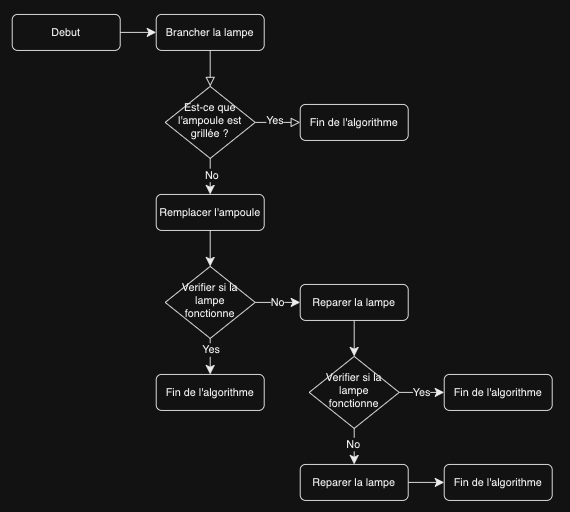 Debut
Brancher la lampe
Est-ce que
l'ampoule est
grillée ?
Yes
Fin de l'algorithme
No
Remplacer l'ampoule
Verifier si la
lampe
fonctionne
No
Reparer la lampe
Yes
Fin de l'algorithme
Verifier si la
lampe
fonctionne
Yes
Fin de l'algorithme
No
Reparer la lampe
Fin de l'algorithme